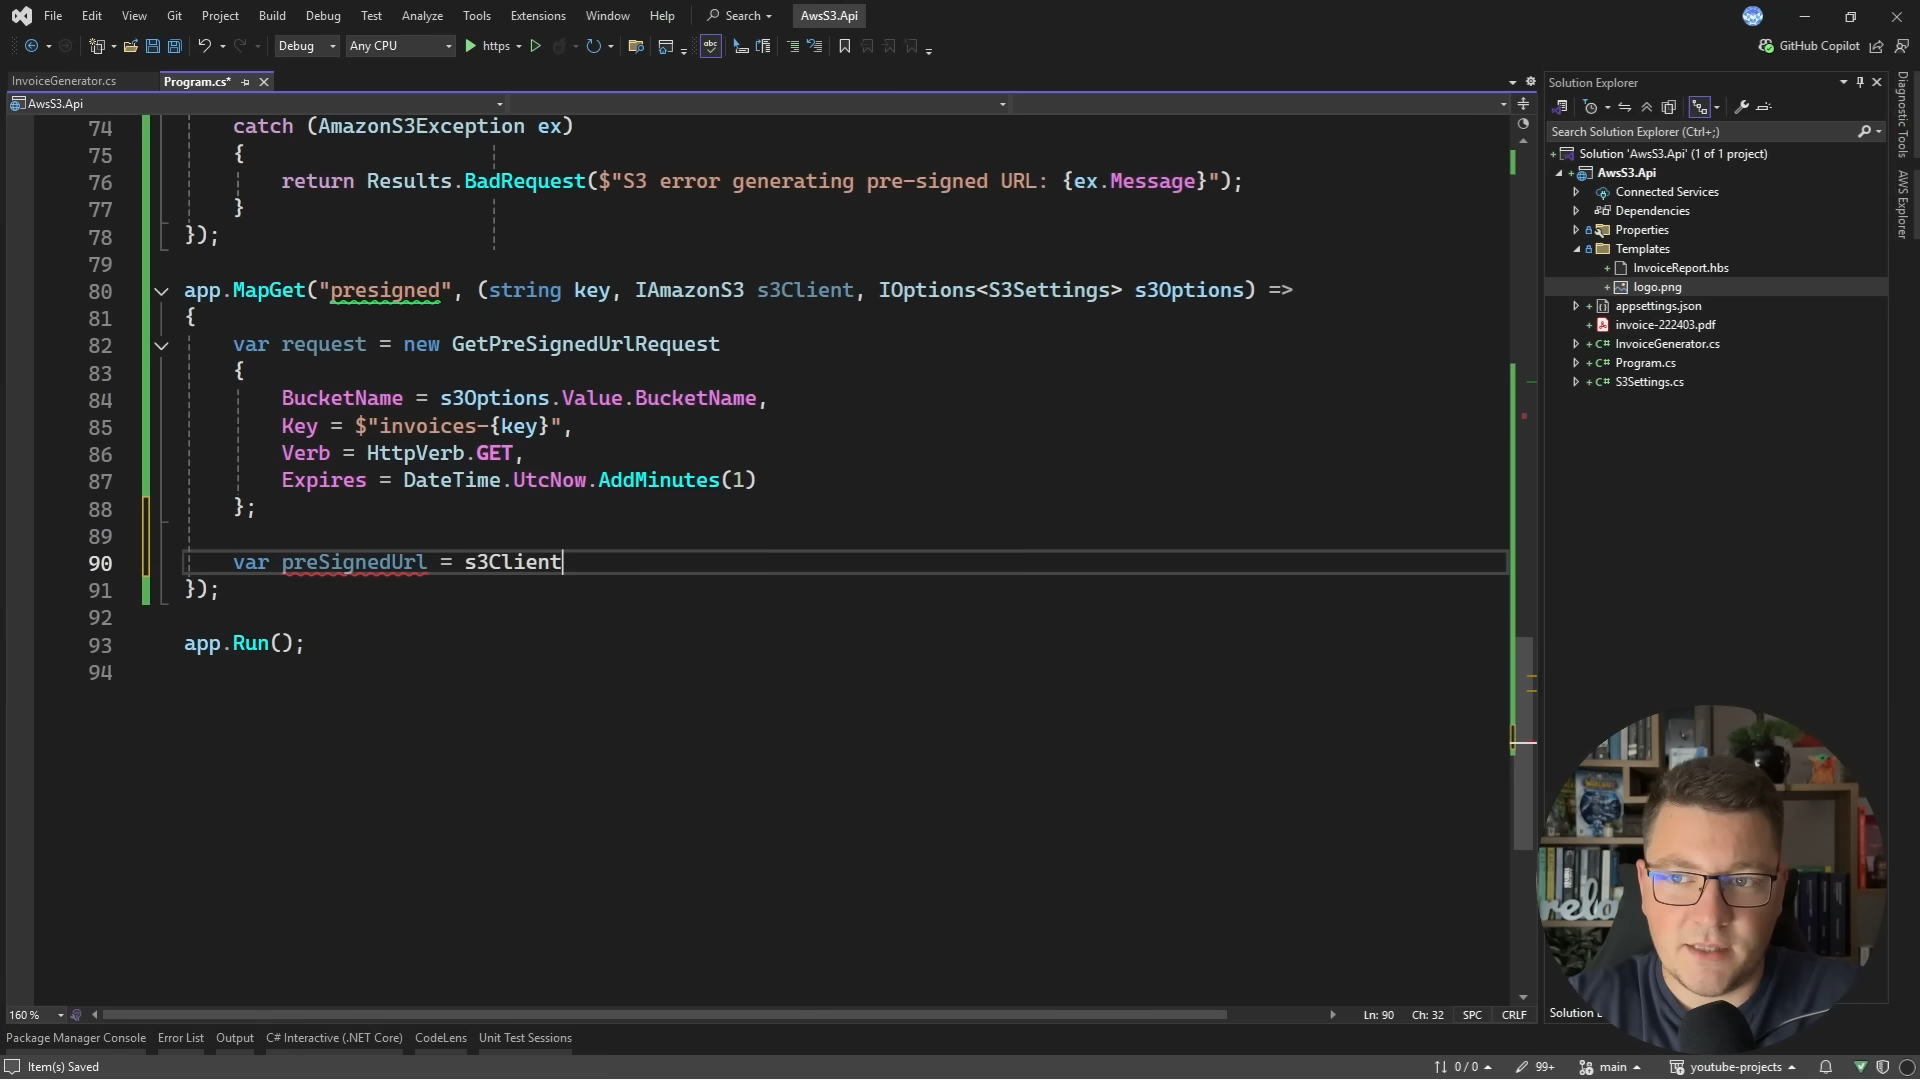 File Edit View Git Project Build Debug Test Analyze Tools Extensions Window Help Search AwsS3.Api
Debug Any CPU https GitHub Copilot
InvoiceGenerator.cs Program.cs*
AwsS3.Api
74 catch (AmazonS3Exception ex)
75 {
76 return Results.BadRequest($"S3 error generating pre-signed URL: {ex.Message}");
77 }
78 });
79
80 app.MapGet("presigned", (string key, IAmazonS3 s3Client, IOptions<S3Settings> s3Options) =>
81 {
82 var request = new GetPreSignedUrlRequest
83 {
84 BucketName = s3Options.Value.BucketName,
85 Key = $"invoices-{key}",
86 Verb = HttpVerb.GET,
87 Expires = DateTime.UtcNow.AddMinutes(1)
88 };
89
90 var preSignedUrl = s3Client
91 });
92
93 app.Run();
94
160 % Ln: 90 Ch: 32 SPC CRLF
Package Manager Console Error List Output C# Interactive (.NET Core) CodeLens Unit Test Sessions
Item(s) Saved 0 / 0 99+ main youtube-projects
Solution Explorer
Search Solution Explorer (Ctrl+;)
Solution 'AwsS3.Api' (1 of 1 project)
AwsS3.Api
Connected Services
Dependencies
Properties
Templates
InvoiceReport.hbs
logo.png
appsettings.json
invoice-222403.pdf
C# InvoiceGenerator.cs
C# Program.cs
C# S3Settings.cs
Solution
Diagnostic Tools
AWS Explorer